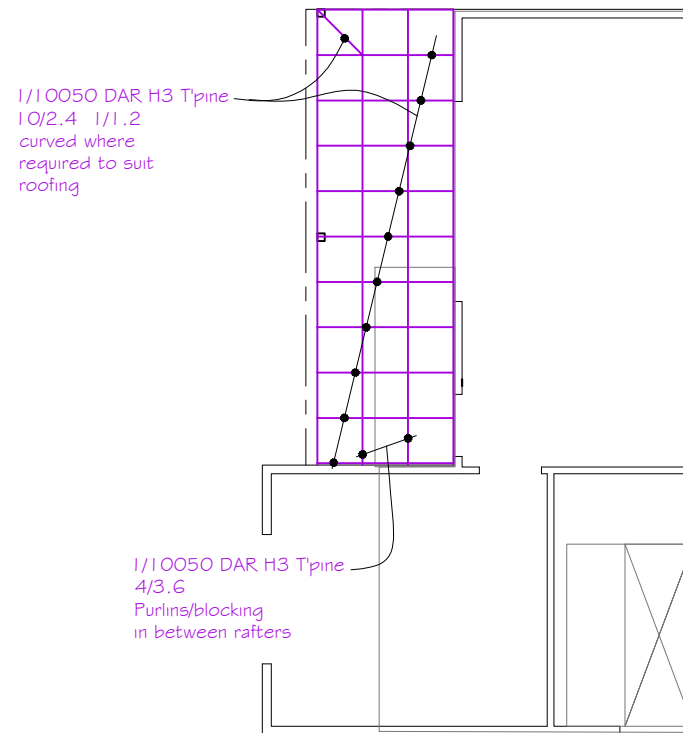 1/10050 DAR H3 T'pine
10/2.4 1/1.2
curved where
required to suit
roofing
1/10050 DAR H3 T'pine
4/3.6
Purlins/blocking
in between rafters